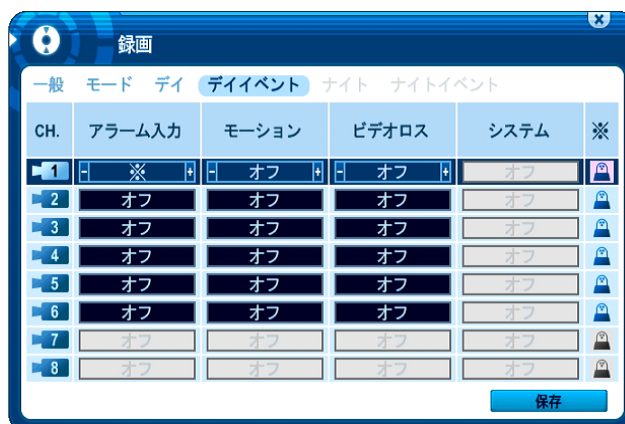 録画
一般 モード デイ デイイベント ナイト ナイトイベント
CH. アラーム入力 モーション ビデオロス システム ※
1 - ※ + - オフ + - オフ + オフ
2 オフ オフ オフ オフ
3 オフ オフ オフ オフ
4 オフ オフ オフ オフ
5 オフ オフ オフ オフ
6 オフ オフ オフ オフ
7 オフ オフ オフ オフ
8 オフ オフ オフ オフ
保存